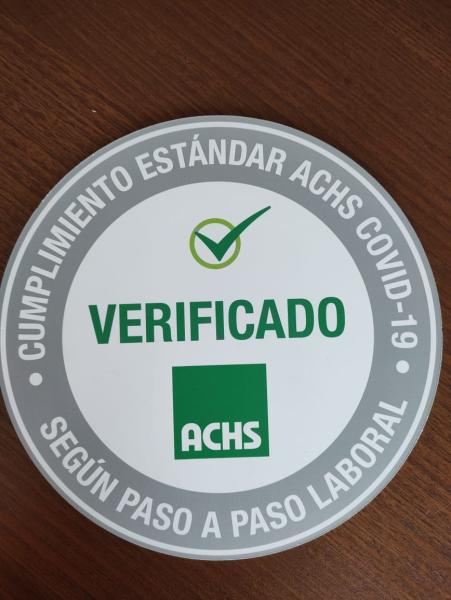 CUMPLIMIENTO ESTÁNDAR ACHS COVID-19
VERIFICADO
ACHS
SEGÚN PASO A PASO LABORAL